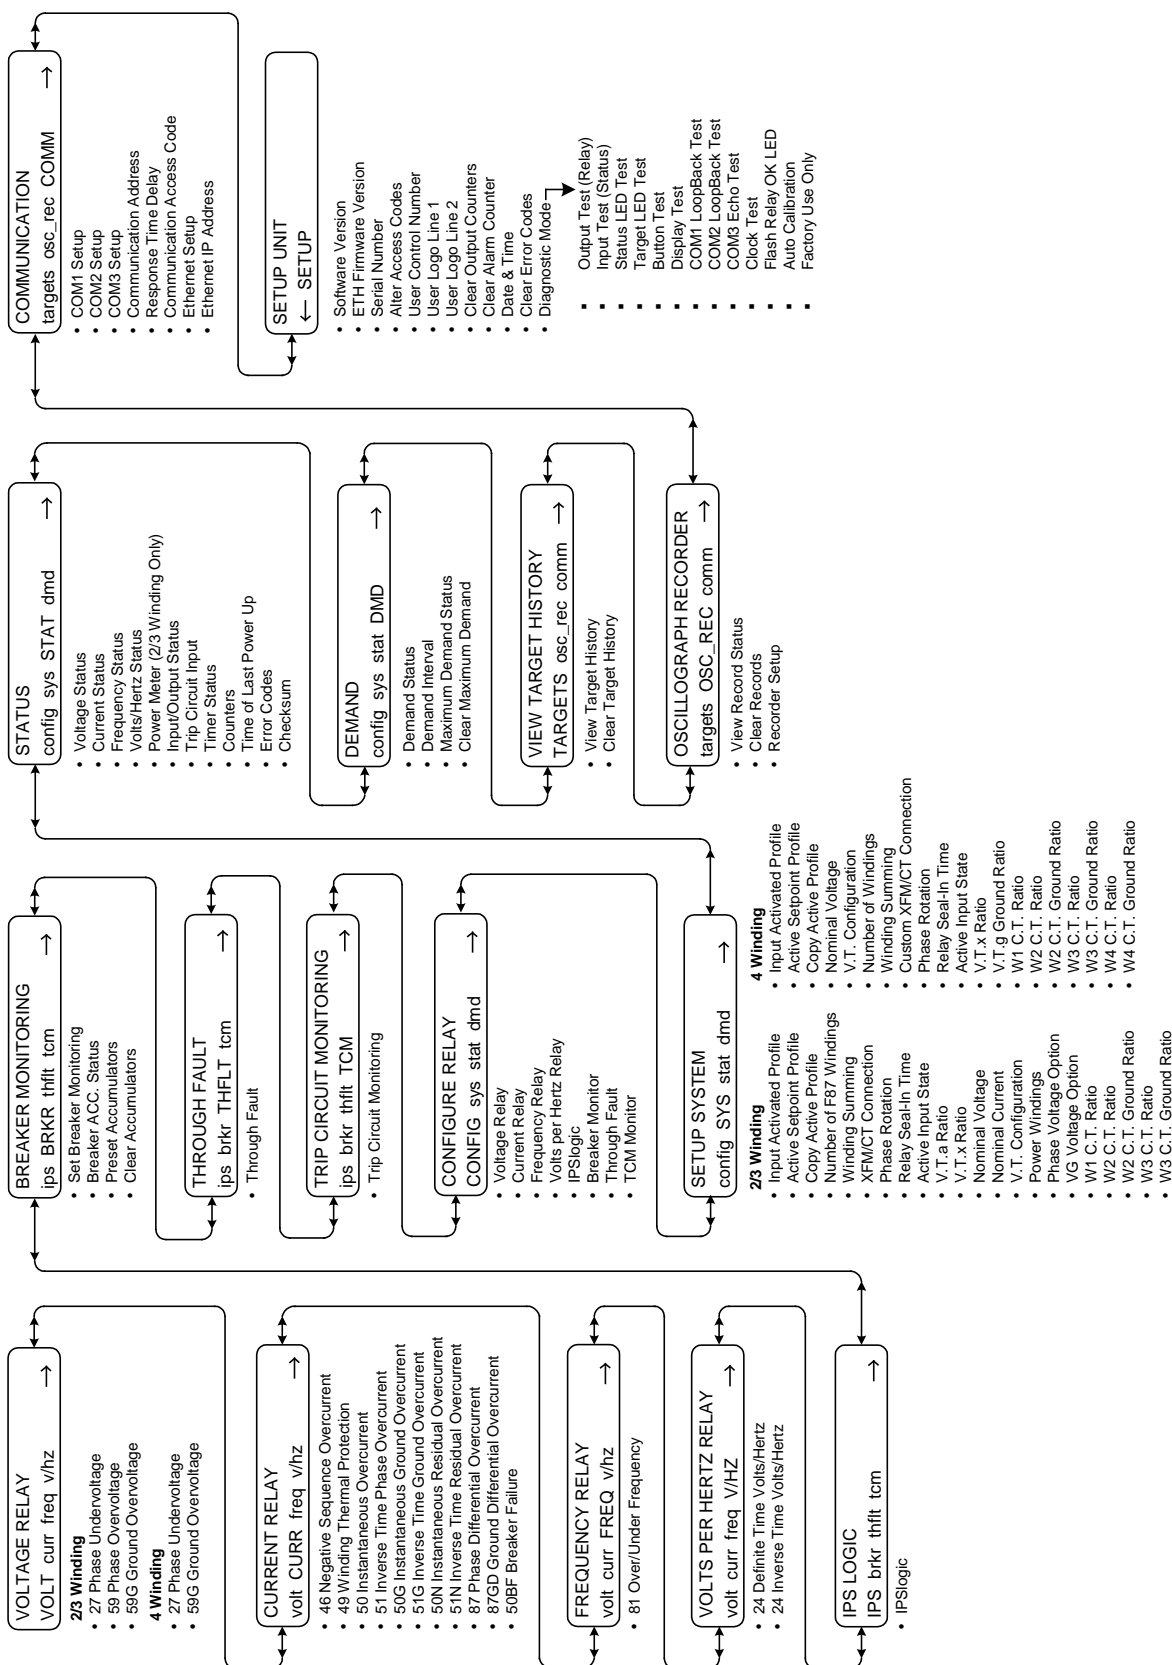 VOLTAGE RELAY
VOLT curr freq v/hz →
2/3 Winding
• 27 Phase Undervoltage
• 59 Phase Overvoltage
• 59G Ground Overvoltage
4 Winding
• 27 Phase Undervoltage
• 59G Ground Overvoltage
CURRENT RELAY
volt CURR freq v/hz →
• 46 Negative Sequence Overcurrent
• 49 Winding Thermal Protection
• 50 Instantaneous Overcurrent
• 51 Inverse Time Phase Overcurrent
• 50G Instantaneous Ground Overcurrent
• 51G Inverse Time Ground Overcurrent
• 50N Instantaneous Residual Overcurrent
• 51N Inverse Time Residual Overcurrent
• 87 Phase Differential Overcurrent
• 87GD Ground Differential Overcurrent
• 50BF Breaker Failure
FREQUENCY RELAY
volt curr FREQ v/hz →
• 81 Over/Under Frequency
VOLTS PER HERTZ RELAY
volt curr freq V/HZ →
• 24 Definite Time Volts/Hertz
• 24 Inverse Time Volts/Hertz
IPS LOGIC
IPS brkr thflt tcm →
• IPSlogic
BREAKER MONITORING
ips BRKR thflt tcm →
• Set Breaker Monitoring
• Breaker ACC. Status
• Preset Accumulators
• Clear Accumulators
THROUGH FAULT
ips brkr THFLT tcm →
• Through Fault
TRIP CIRCUIT MONITORING
ips brkr thflt TCM →
• Trip Circuit Monitoring
CONFIGURE RELAY
CONFIG sys stat dmd →
• Voltage Relay
• Current Relay
• Frequency Relay
• Volts per Hertz Relay
• IPSlogic
• Breaker Monitor
• Through Fault
• TCM Monitor
SETUP SYSTEM
config SYS stat dmd →
2/3 Winding
• Input Activated Profile
• Active Setpoint Profile
• Copy Active Profile
• Number of F87 Windings
• Winding Summing
• XFM/CT Connection
• Phase Rotation
• Relay Seal-In Time
• Active Input State
• V.T.a Ratio
• V.T.x Ratio
• Nominal Voltage
• Nominal Current
• V.T. Configuration
• Power Windings
• Phase Voltage Option
• VG Voltage Option
• W1 C.T. Ratio
• W2 C.T. Ratio
• W2 C.T. Ground Ratio
• W3 C.T. Ratio
• W3 C.T. Ground Ratio
4 Winding
• Input Activated Profile
• Active Setpoint Profile
• Copy Active Profile
• Nominal Voltage
• V.T. Configuration
• Number of Windings
• Winding Summing
• Custom XFM/CT Connection
• Phase Rotation
• Relay Seal-In Time
• Active Input State
• V.T.x Ratio
• V.T.g Ground Ratio
• W1 C.T. Ratio
• W2 C.T. Ratio
• W2 C.T. Ground Ratio
• W3 C.T. Ratio
• W3 C.T. Ground Ratio
• W4 C.T. Ratio
• W4 C.T. Ground Ratio
STATUS
config sys STAT dmd →
• Voltage Status
• Current Status
• Frequency Status
• Volts/Hertz Status
• Power Meter (2/3 Winding Only)
• Input/Output Status
• Trip Circuit Input
• Timer Status
• Counters
• Time of Last Power Up
• Error Codes
• Checksum
DEMAND
config sys stat DMD →
• Demand Status
• Demand Interval
• Maximum Demand Status
• Clear Maximum Demand
VIEW TARGET HISTORY
TARGETS osc_rec comm →
• View Target History
• Clear Target History
OSCILLOGRAPH RECORDER
targets OSC_REC comm →
• View Record Status
• Clear Records
• Recorder Setup
COMMUNICATION
targets osc_rec COMM →
• COM1 Setup
• COM2 Setup
• COM3 Setup
• Communication Address
• Response Time Delay
• Communication Access Code
• Ethernet Setup
• Ethernet IP Address
SETUP UNIT
← SETUP
• Software Version
• ETH Firmware Version
• Serial Number
• Alter Access Codes
• User Control Number
• User Logo Line 1
• User Logo Line 2
• Clear Output Counters
• Clear Alarm Counter
• Date & Time
• Clear Error Codes
• Diagnostic Mode
▪ Output Test (Relay)
▪ Input Test (Status)
▪ Status LED Test
▪ Target LED Test
▪ Button Test
▪ Display Test
▪ COM1 LoopBack Test
▪ COM2 LoopBack Test
▪ COM3 Echo Test
▪ Clock Test
▪ Flash Relay OK LED
▪ Auto Calibration
▪ Factory Use Only